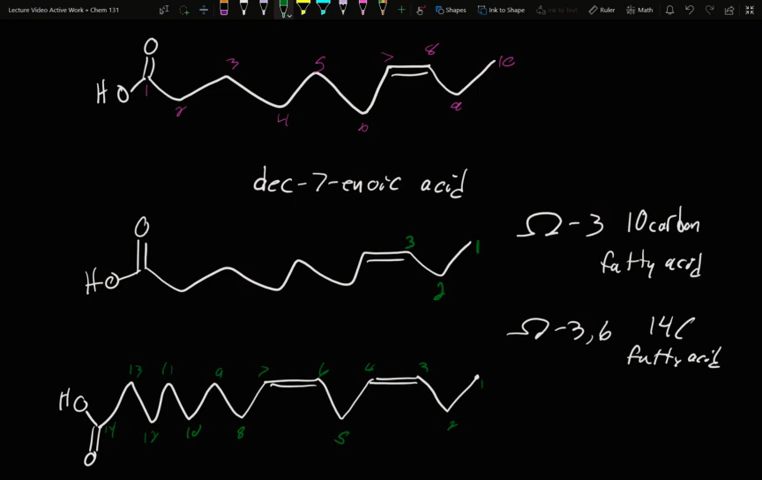 Lecture Video Active Work • Chem 131
Shapes
Ink to Shape
Ink to Text
Ruler
Math
O
HO
1
2
3
4
5
6
7
8
9
10
dec-7-enoic acid
O
HO
3
2
1
Ω-3 10carbon
fatty acid
Ω-3,6 14C
fatty acid
13 11 9 7 6 4 3 1
HO
14 12 10 8 5 2
O